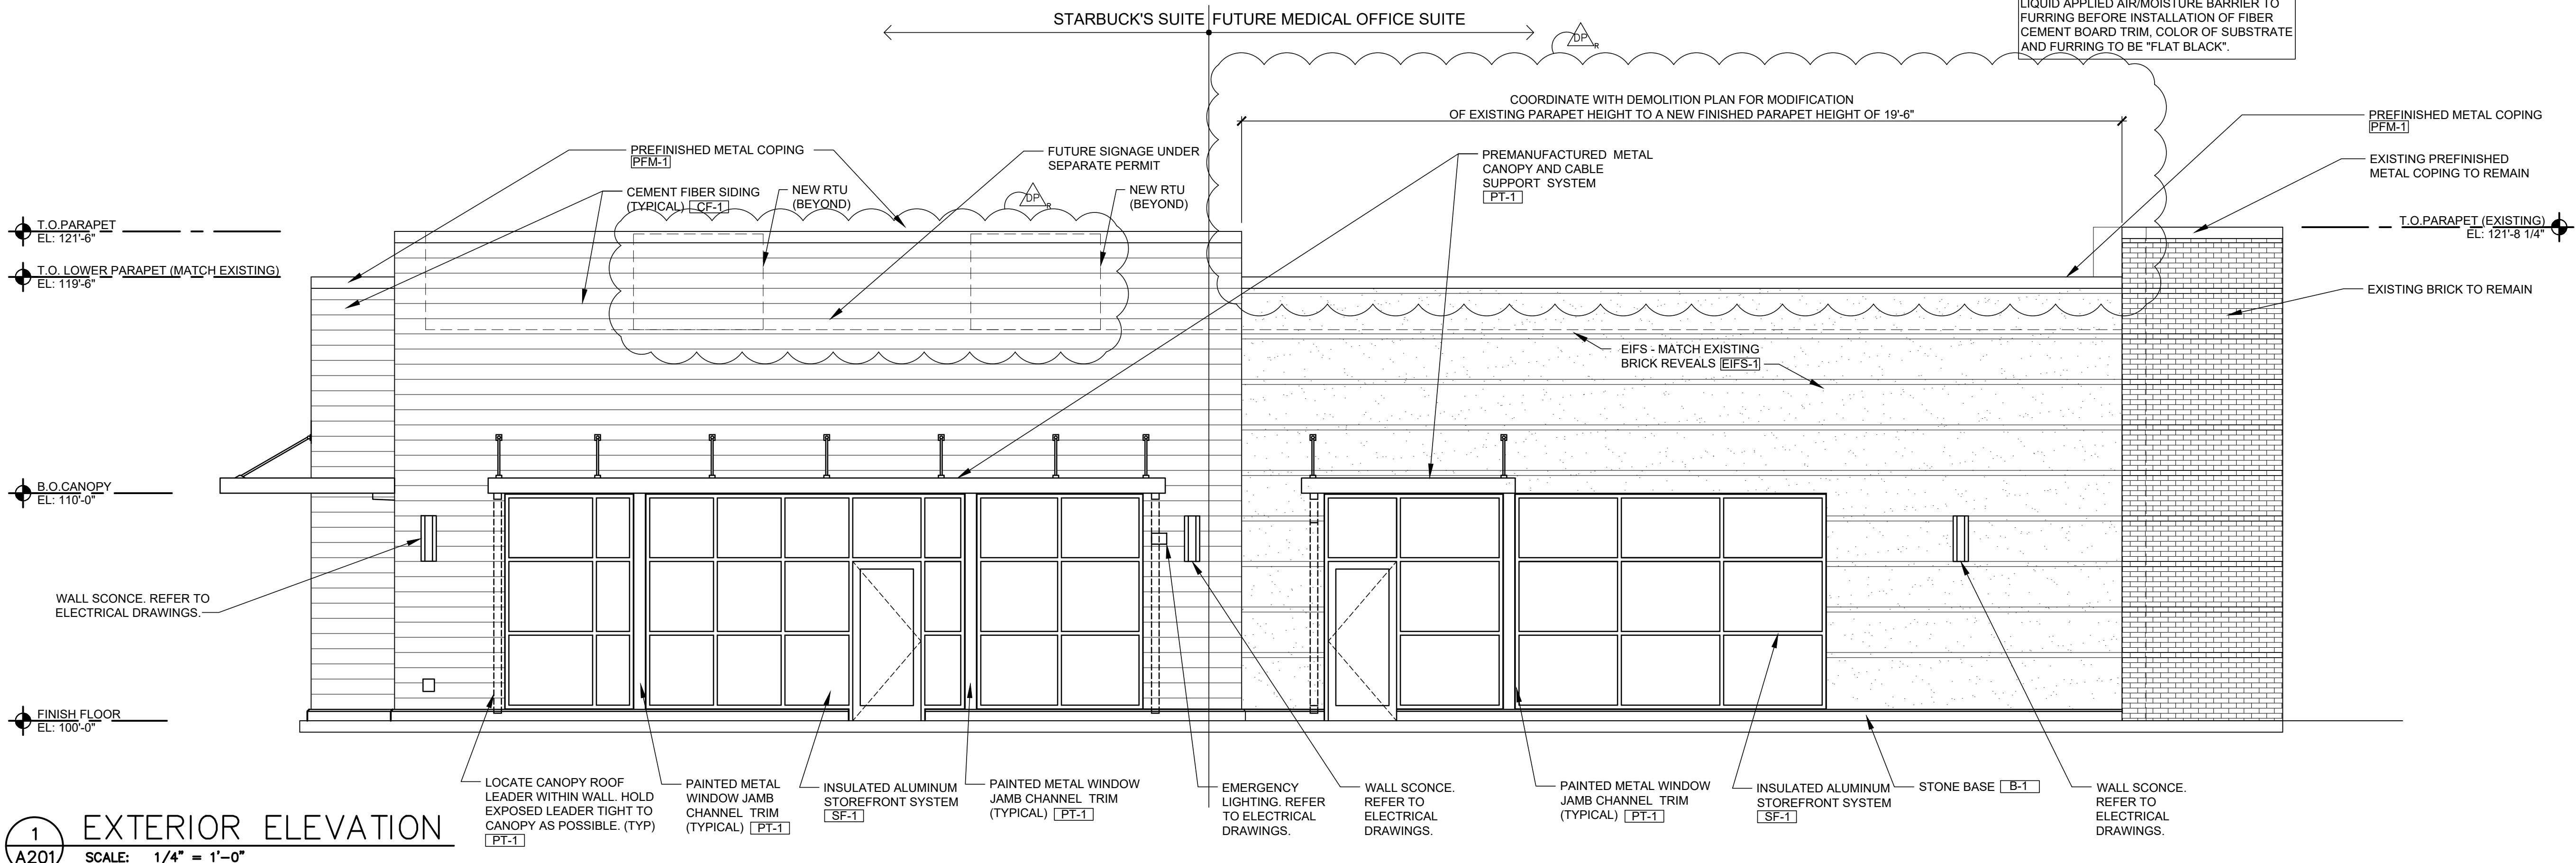 STARBUCK'S SUITE FUTURE MEDICAL OFFICE SUITE
LIQUID APPLIED AIR/MOISTURE BARRIER TO
FURRING BEFORE INSTALLATION OF FIBER
CEMENT BOARD TRIM, COLOR OF SUBSTRATE
AND FURRING TO BE "FLAT BLACK".
DP
R
COORDINATE WITH DEMOLITION PLAN FOR MODIFICATION
OF EXISTING PARAPET HEIGHT TO A NEW FINISHED PARAPET HEIGHT OF 19'-6"
PREFINISHED METAL COPING
PFM-1
EXISTING PREFINISHED
METAL COPING TO REMAIN
PREFINISHED METAL COPING
PFM-1
FUTURE SIGNAGE UNDER
SEPARATE PERMIT
PREMANUFACTURED METAL
CANOPY AND CABLE
SUPPORT SYSTEM
PT-1
CEMENT FIBER SIDING
(TYPICAL) CF-1
NEW RTU
(BEYOND)
DP
R
NEW RTU
(BEYOND)
T.O.PARAPET
EL: 121'-6"
T.O.PARAPET (EXISTING)
EL: 121'-8 1/4"
T.O. LOWER PARAPET (MATCH EXISTING)
EL: 119'-6"
EXISTING BRICK TO REMAIN
EIFS - MATCH EXISTING
BRICK REVEALS EIFS-1
B.O.CANOPY
EL: 110'-0"
WALL SCONCE. REFER TO
ELECTRICAL DRAWINGS.
FINISH FLOOR
EL: 100'-0"
LOCATE CANOPY ROOF
LEADER WITHIN WALL. HOLD
EXPOSED LEADER TIGHT TO
CANOPY AS POSSIBLE. (TYP)
PT-1
PAINTED METAL
WINDOW JAMB
CHANNEL TRIM
(TYPICAL) PT-1
INSULATED ALUMINUM
STOREFRONT SYSTEM
SF-1
PAINTED METAL WINDOW
JAMB CHANNEL TRIM
(TYPICAL) PT-1
EMERGENCY
LIGHTING. REFER
TO ELECTRICAL
DRAWINGS.
WALL SCONCE.
REFER TO
ELECTRICAL
DRAWINGS.
PAINTED METAL WINDOW
JAMB CHANNEL TRIM
(TYPICAL) PT-1
INSULATED ALUMINUM
STOREFRONT SYSTEM
SF-1
STONE BASE B-1
WALL SCONCE.
REFER TO
ELECTRICAL
DRAWINGS.
1
A201
EXTERIOR ELEVATION
SCALE: 1/4" = 1'-0"